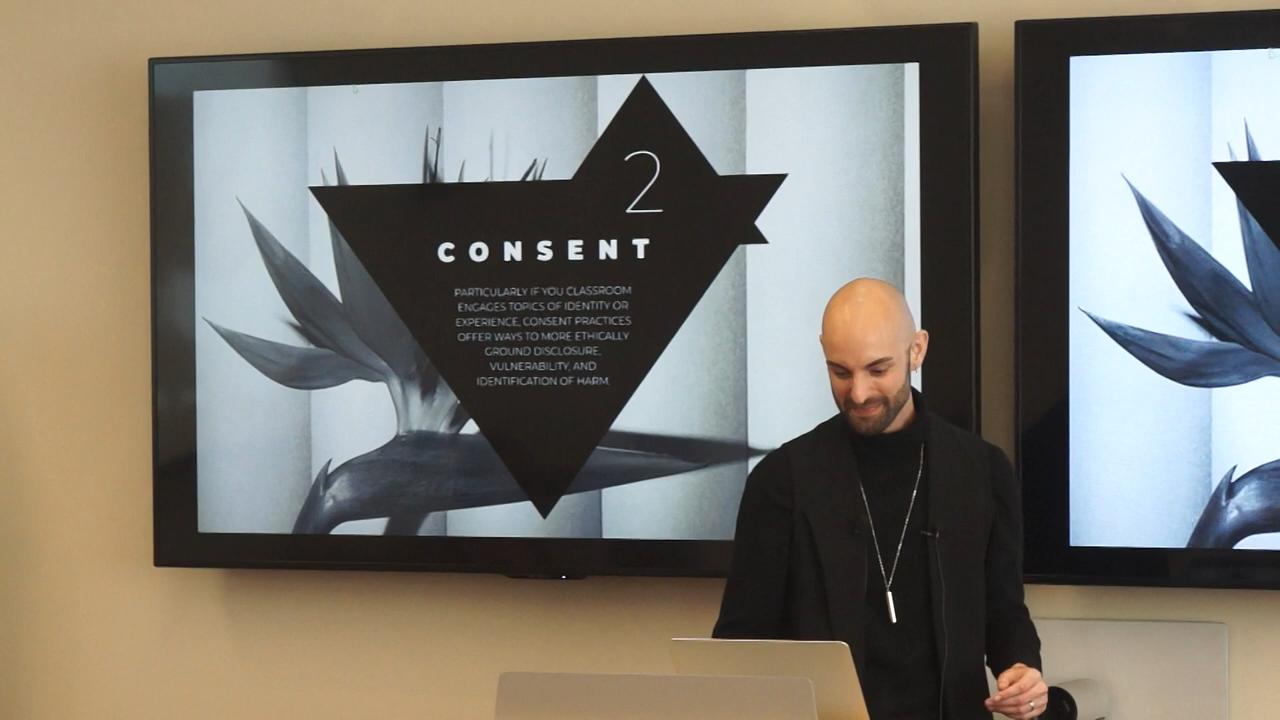 2
CONSENT
PARTICULARLY IF YOU CLASSROOM
ENGAGES TOPICS OF IDENTITY OR
EXPERIENCE, CONSENT PRACTICES
OFFER WAYS TO MORE ETHICALLY
GROUND DISCLOSURE,
VULNERABILITY, AND
IDENTIFICATION OF HARM.